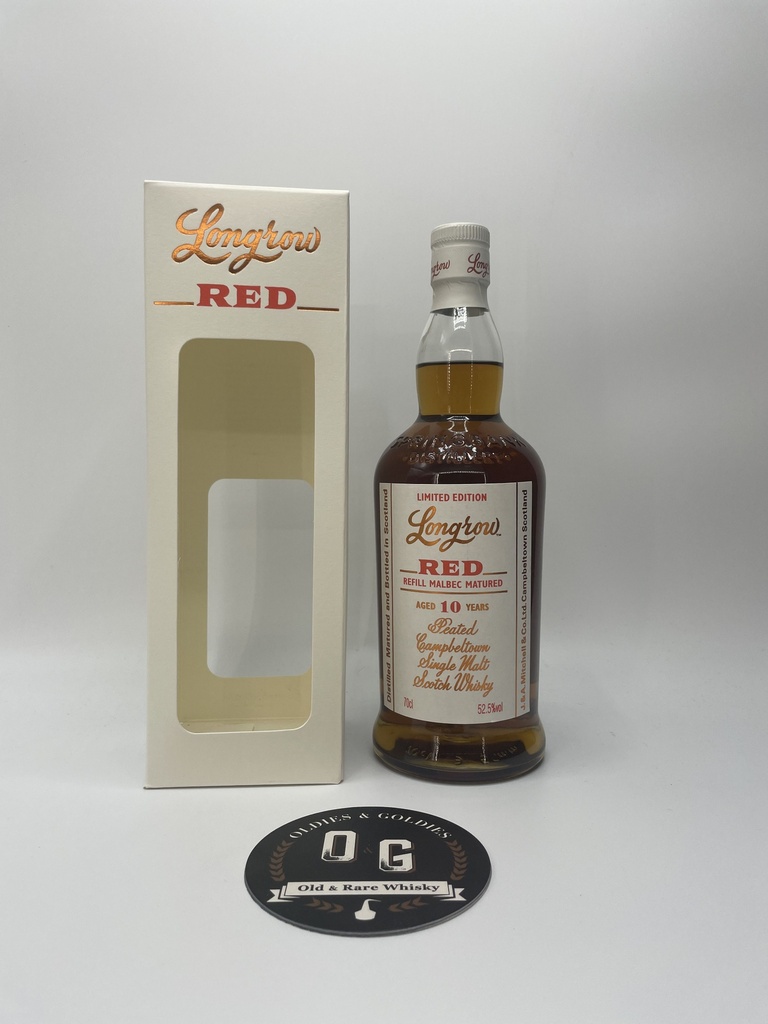 Longrow
RED
Longrow
SPRINGBANK
DISTILLERY
LIMITED EDITION
Longrow
RED
REFILL MALBEC MATURED
AGED 10 YEARS
Peated
Campbeltown
Single Malt
Scotch Whisky
70cl 52.5%vol
Distilled Matured and Bottled in Scotland
J.&A. Mitchell & Co.Ltd. Campbeltown Scotland
OLDIES & GOLDIES
O & G
Old & Rare Whisky